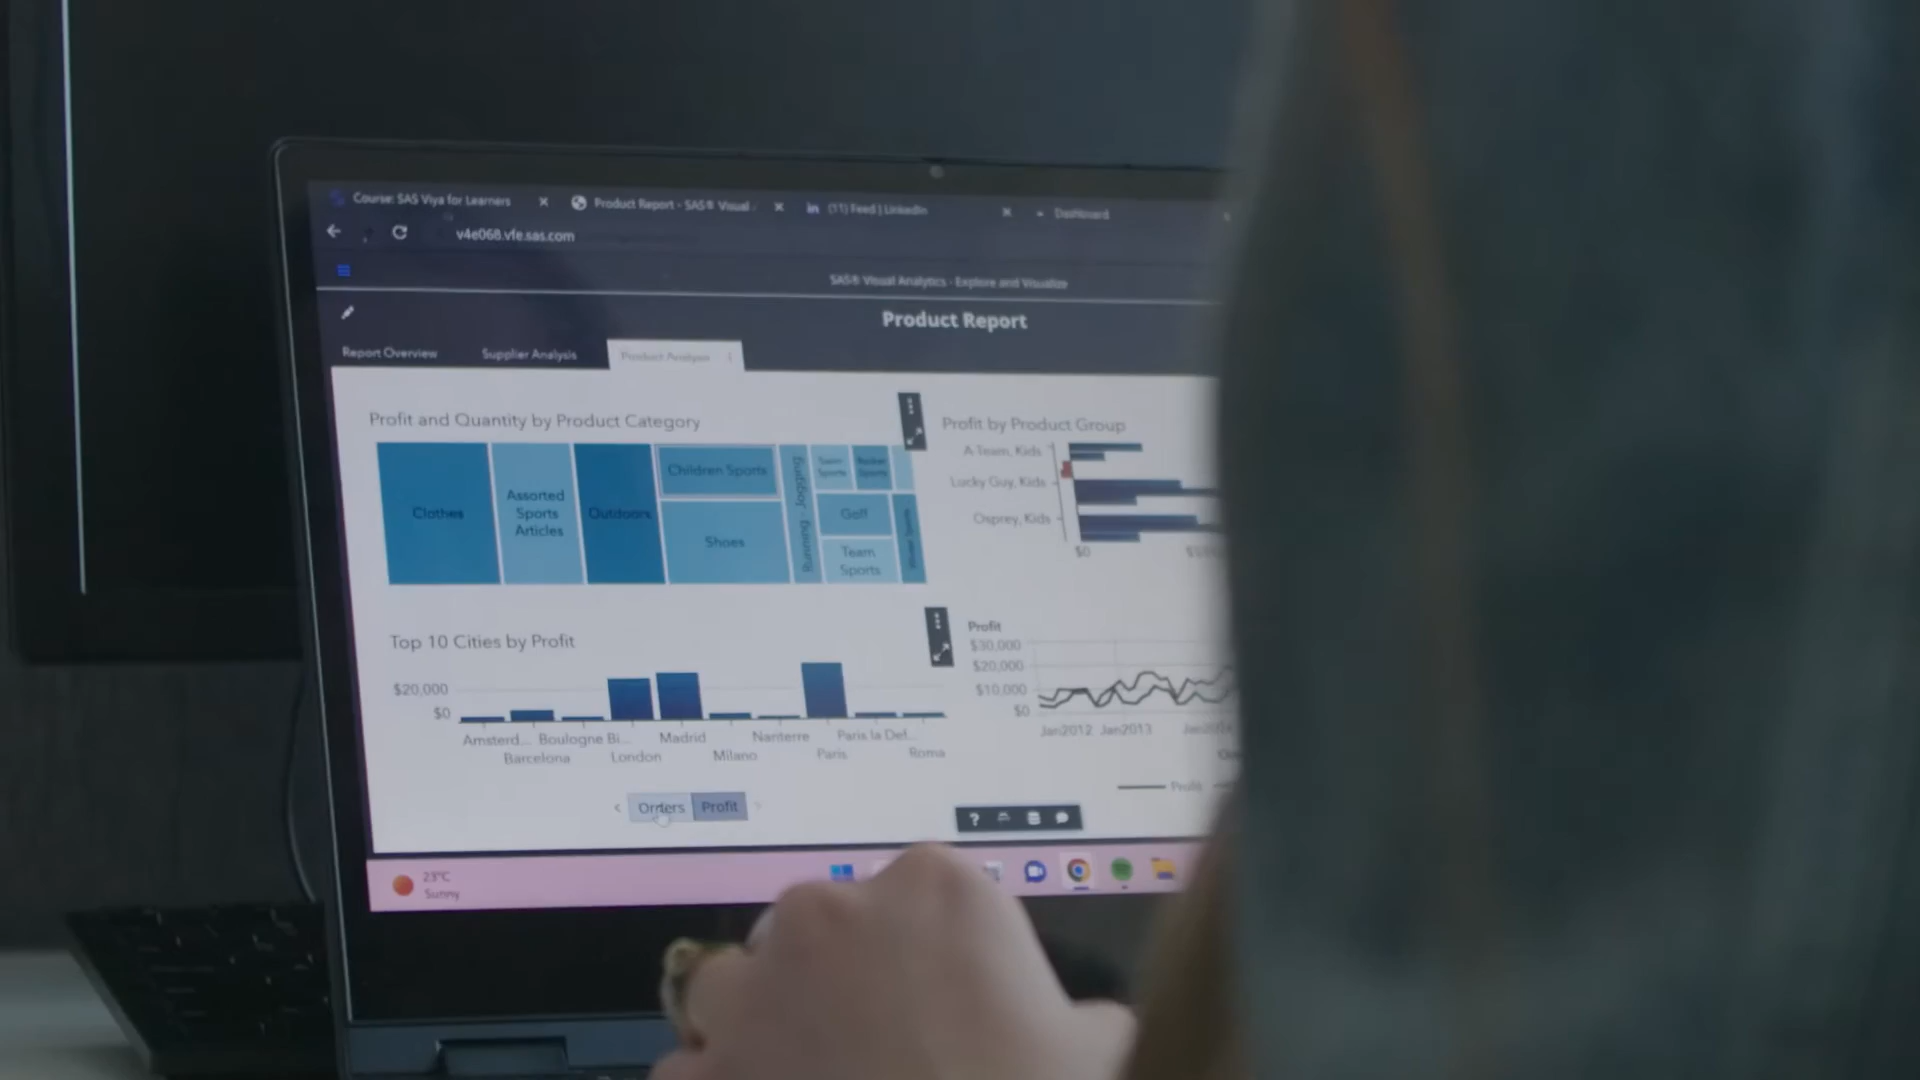 Course: SAS Viya for Learners
Product Report - SAS® Visual
(11) Feed | LinkedIn
Dashboard
v4e068.vfe.sas.com
SAS® Visual Analytics - Explore and Visualize
Product Report
Report Overview
Supplier Analysis
Product Analysis
Profit and Quantity by Product Category
Clothes
Assorted
Sports
Articles
Outdoors
Children Sports
Shoes
Running - Jogging
Golf
Team
Sports
Profit by Product Group
A-Team, Kids
Lucky Guy, Kids
Osprey, Kids
$0
Top 10 Cities by Profit
$20,000
$0
Amsterd...
Barcelona
Boulogne Bi...
London
Madrid
Milano
Nanterre
Paris
Paris la Def...
Roma
Orders
Profit
Profit
$30,000
$20,000
$10,000
$0
Jan2012 Jan2013
Profit
?
23°C
Sunny